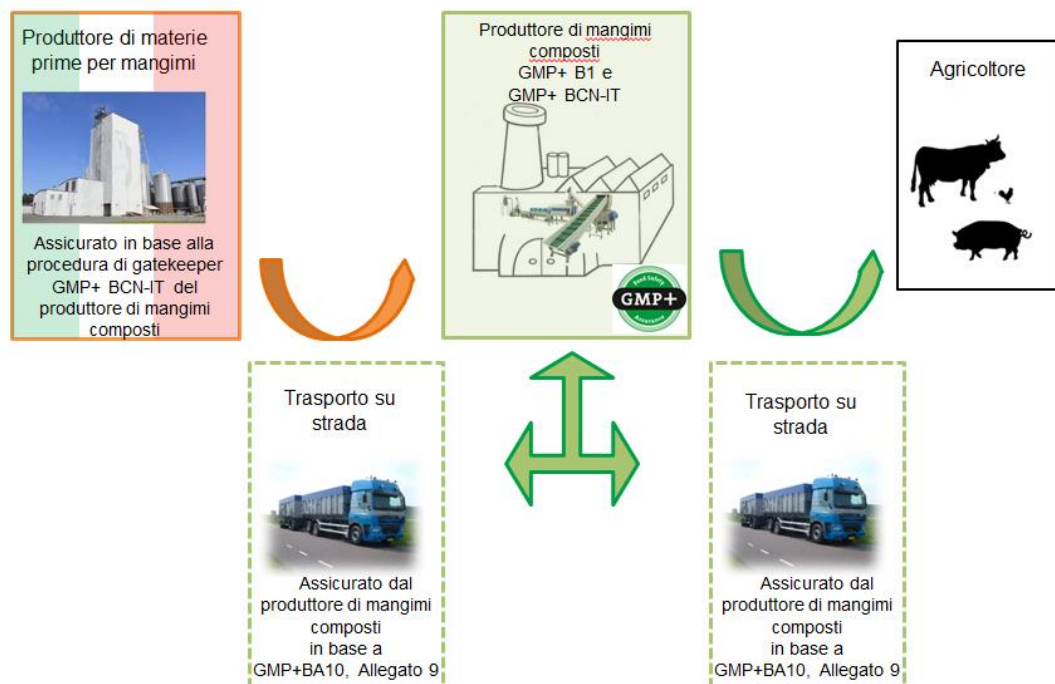 Produttore di materie
prime per mangimi
Assicurato in base alla
procedura di gatekeeper
GMP+ BCN-IT del
produttore di mangimi
composti
Produttore di mangimi
composti
GMP+ B1 e
GMP+ BCN-IT
Feed Safety
GMP+
Assurance
Agricoltore
Trasporto su
strada
Assicurato dal
produttore di mangimi
composti
in base a
GMP+BA10, Allegato 9
Trasporto su
strada
Assicurato dal
produttore di mangimi
composti
in base a
GMP+BA10, Allegato 9